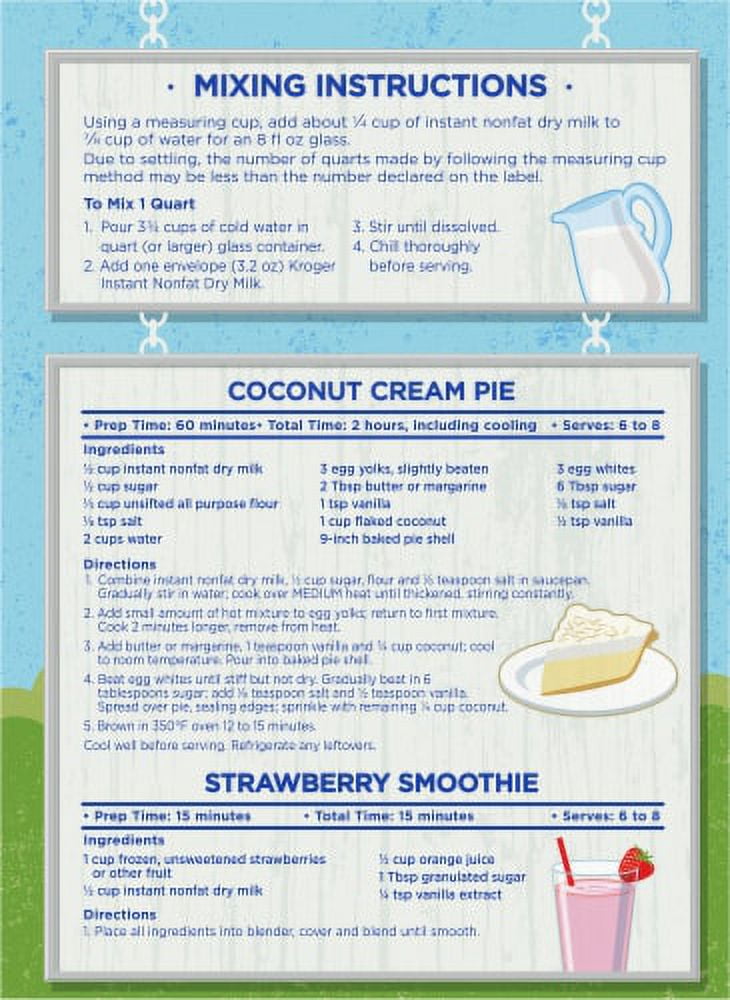 · MIXING INSTRUCTIONS ·
Using a measuring cup, add about ¼ cup of instant nonfat dry milk to
cup of water for an 8 fl oz glass.
Due to settling, the number of quarts made by following the measuring cup
method may be less than the number declared on the label.
To Mix 1 Quart
1. Pour 3¾ cups of cold water in
quart (or larger) glass container.
2. Add one envelope (3.2 oz) Kroger
Instant Nonfat Dry Milk.
3. Stir until dissolved.
4. Chill thoroughly
before serving.
COCONUT CREAM PIE
• Prep Time: 60 minutes• Total Time: 2 hours, including cooling • Serves: 6 to 8
Ingredients
½ cup instant nonfat dry milk
½ cup sugar
cup unsifted all purpose flour
tsp salt
2 cups water
3 egg yolks, slightly beaten
2 Tbsp butter or margarine
1 tsp vanilla
1 cup flaked coconut
9-inch baked pie shell
3 egg whites
6 Tbsp sugar
tsp salt
½ tsp vanilla
Directions
1. Combine instant nonfat dry milk, ½ cup sugar, flour and teaspoon salt in saucepan.
Gradually stir in water; cook over MEDIUM heat until thickened, stirring constantly.
2. Add small amount of hot mixture to egg yolks; return to first mixture.
Cook 2 minutes longer, remove from heat.
3. Add butter or margarine, 1 teaspoon vanilla and ¾ cup coconut; cool
to room temperature. Pour into baked pie shell.
4. Beat egg whites until stiff but not dry. Gradually beat in 6
tablespoons sugar; add teaspoon salt and ½ teaspoon vanilla.
Spread over pie, sealing edges; sprinkle with remaining ¼ cup coconut.
5. Brown in 350°F oven 12 to 15 minutes.
Cool well before serving. Refrigerate any leftovers.
STRAWBERRY SMOOTHIE
• Prep Time: 15 minutes • Total Time: 15 minutes • Serves: 6 to 8
Ingredients
1 cup frozen, unsweetened strawberries
or other fruit
½ cup instant nonfat dry milk
½ cup orange juice
1 Tbsp granulated sugar
¼ tsp vanilla extract
Directions
1. Place all ingredients into blender, cover and blend until smooth.